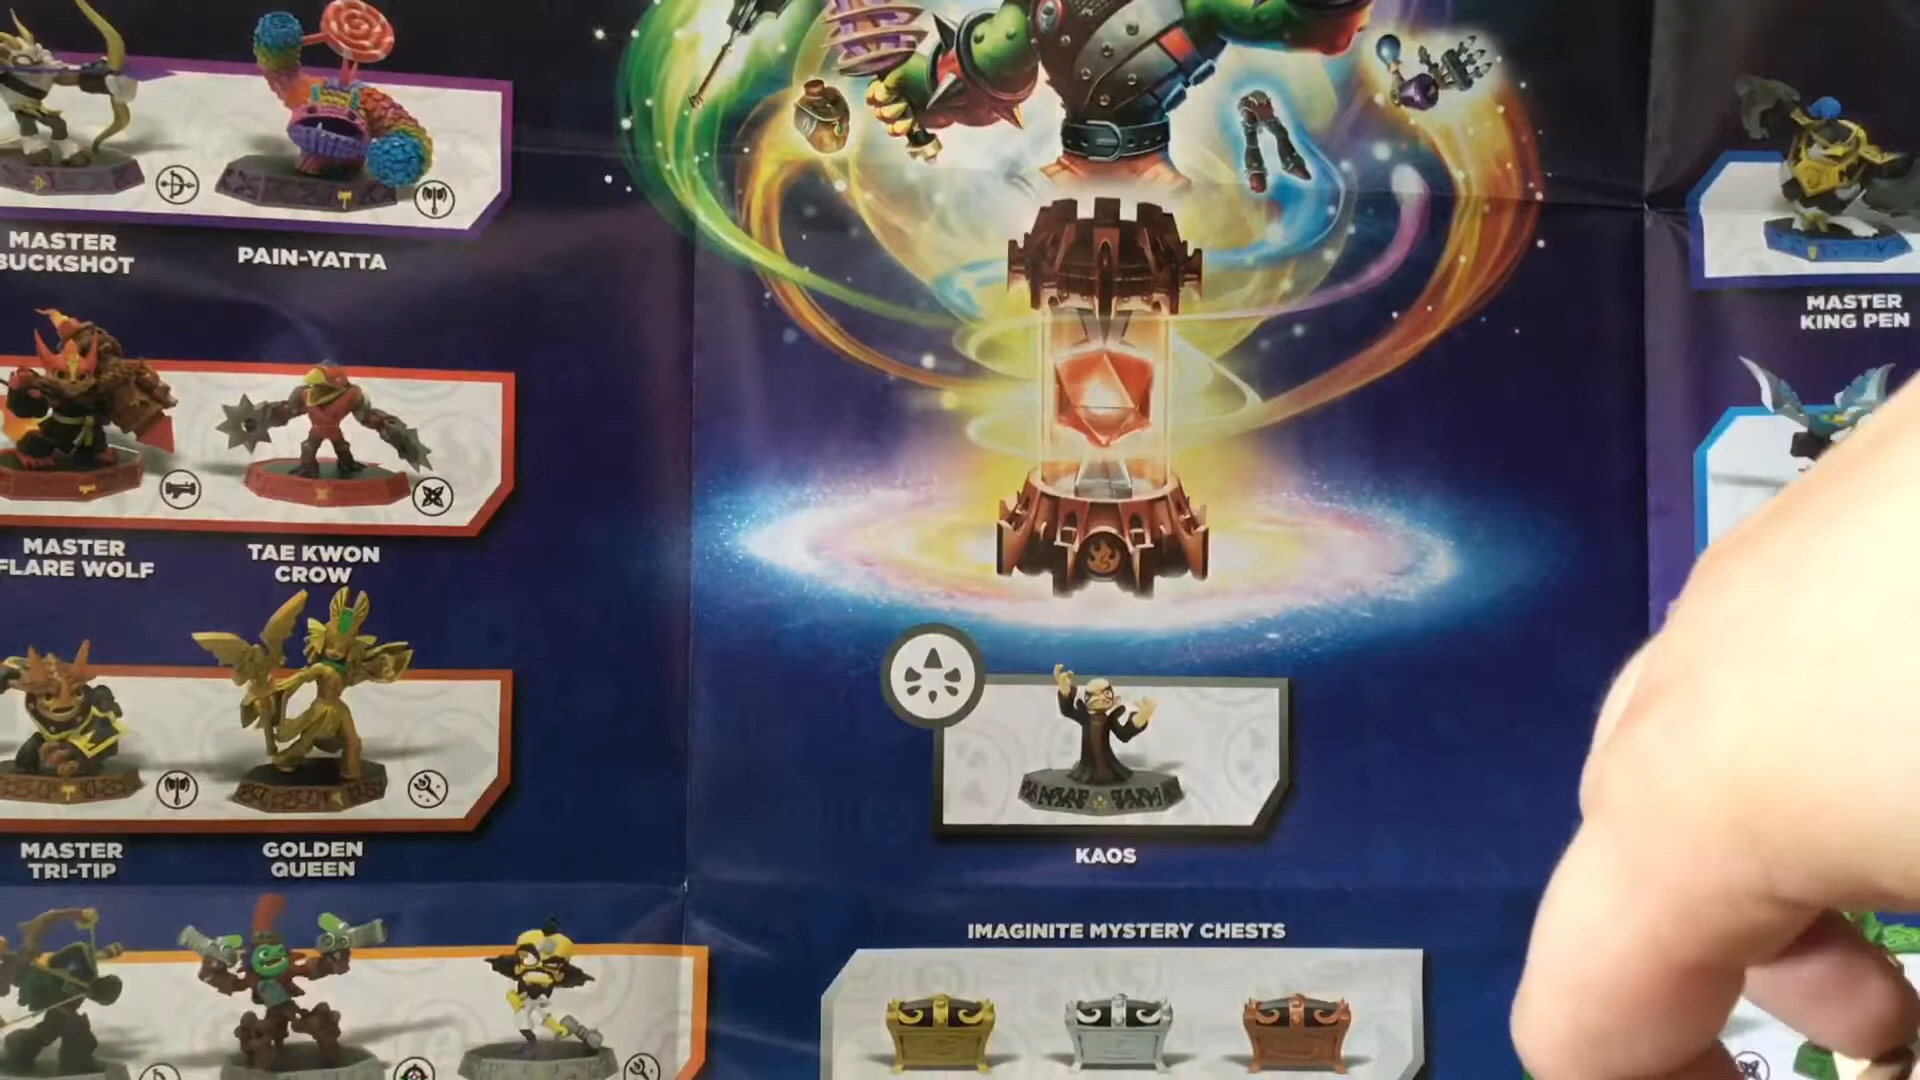 MASTER
BUCKSHOT
PAIN-YATTA
MASTER
FLARE WOLF
TAE KWON
CROW
MASTER
TRI-TIP
GOLDEN
QUEEN
KAOS
IMAGINITE MYSTERY CHESTS
MASTER
KING PEN